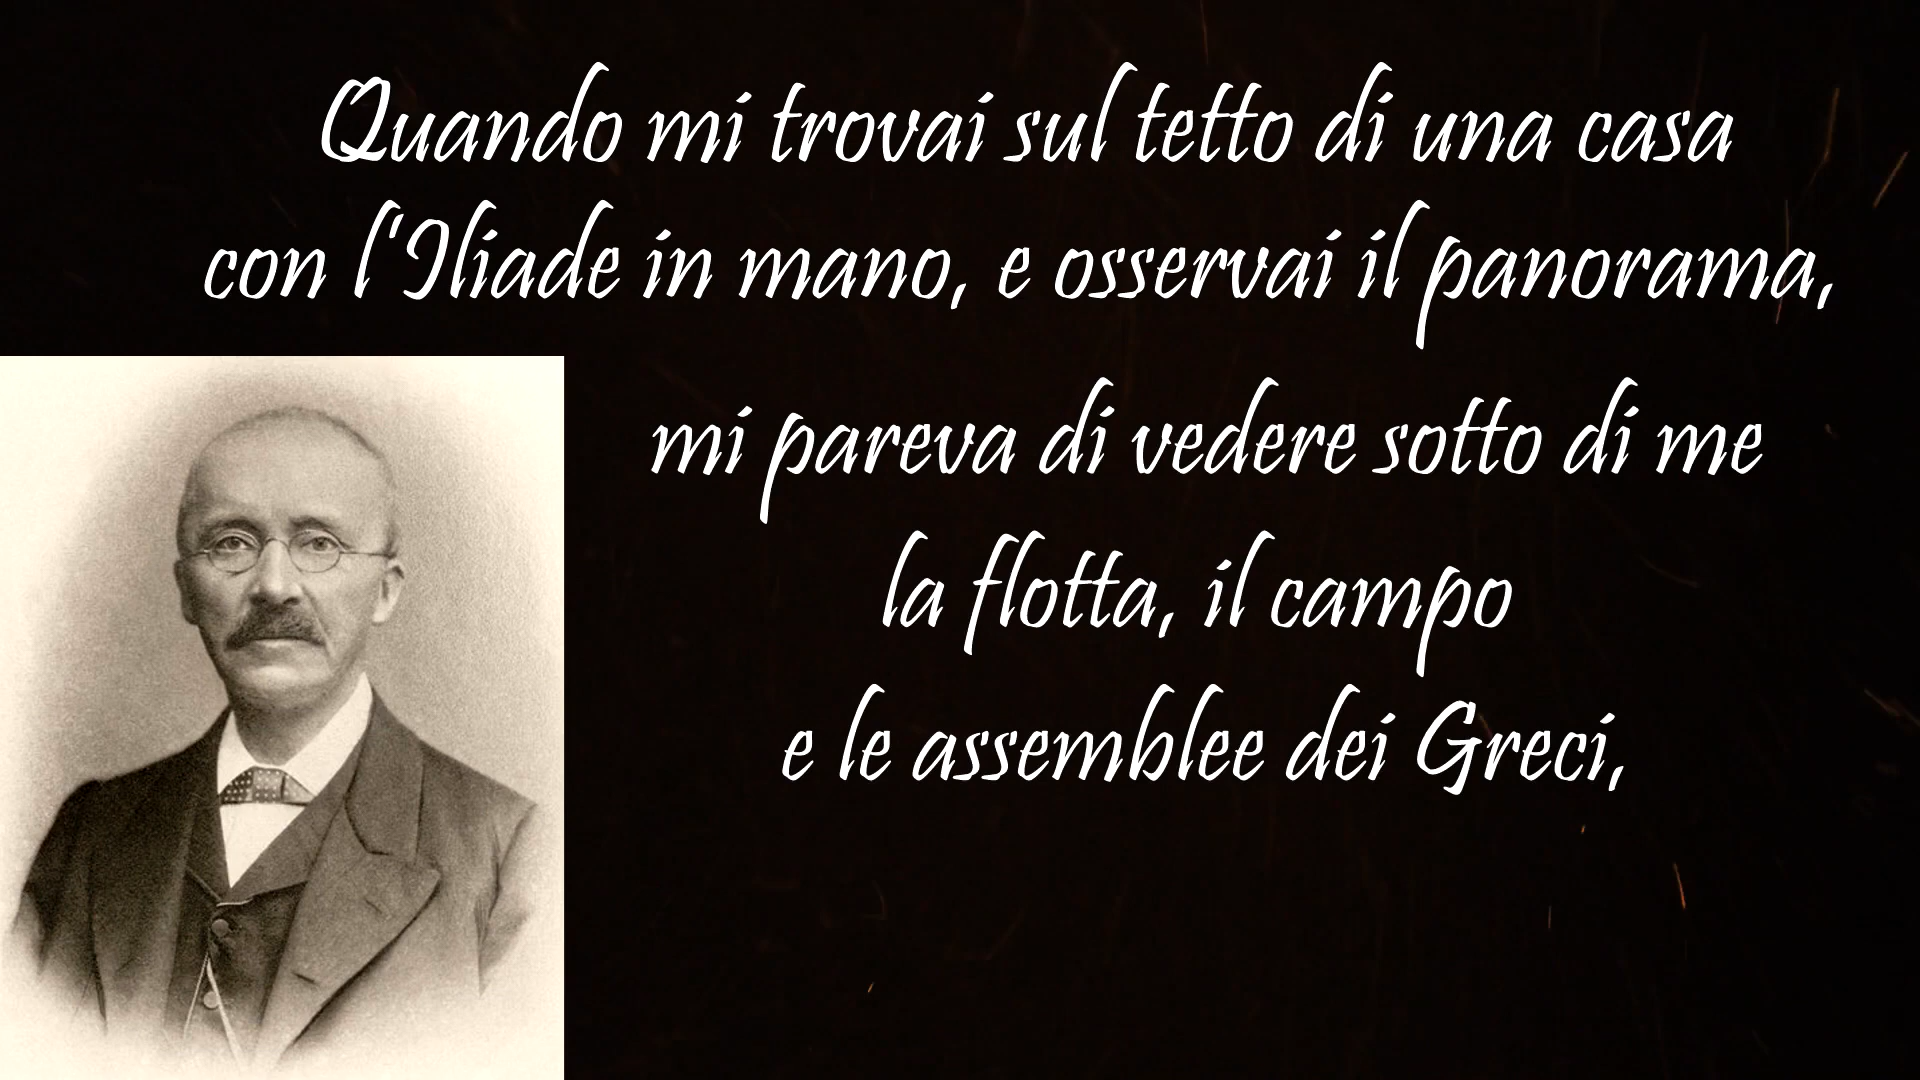 Quando mi trovai sul tetto di una casa
con l'Iliade in mano, e osservai il panorama,
mi pareva di vedere sotto di me
la flotta, il campo
e le assemblee dei Greci,